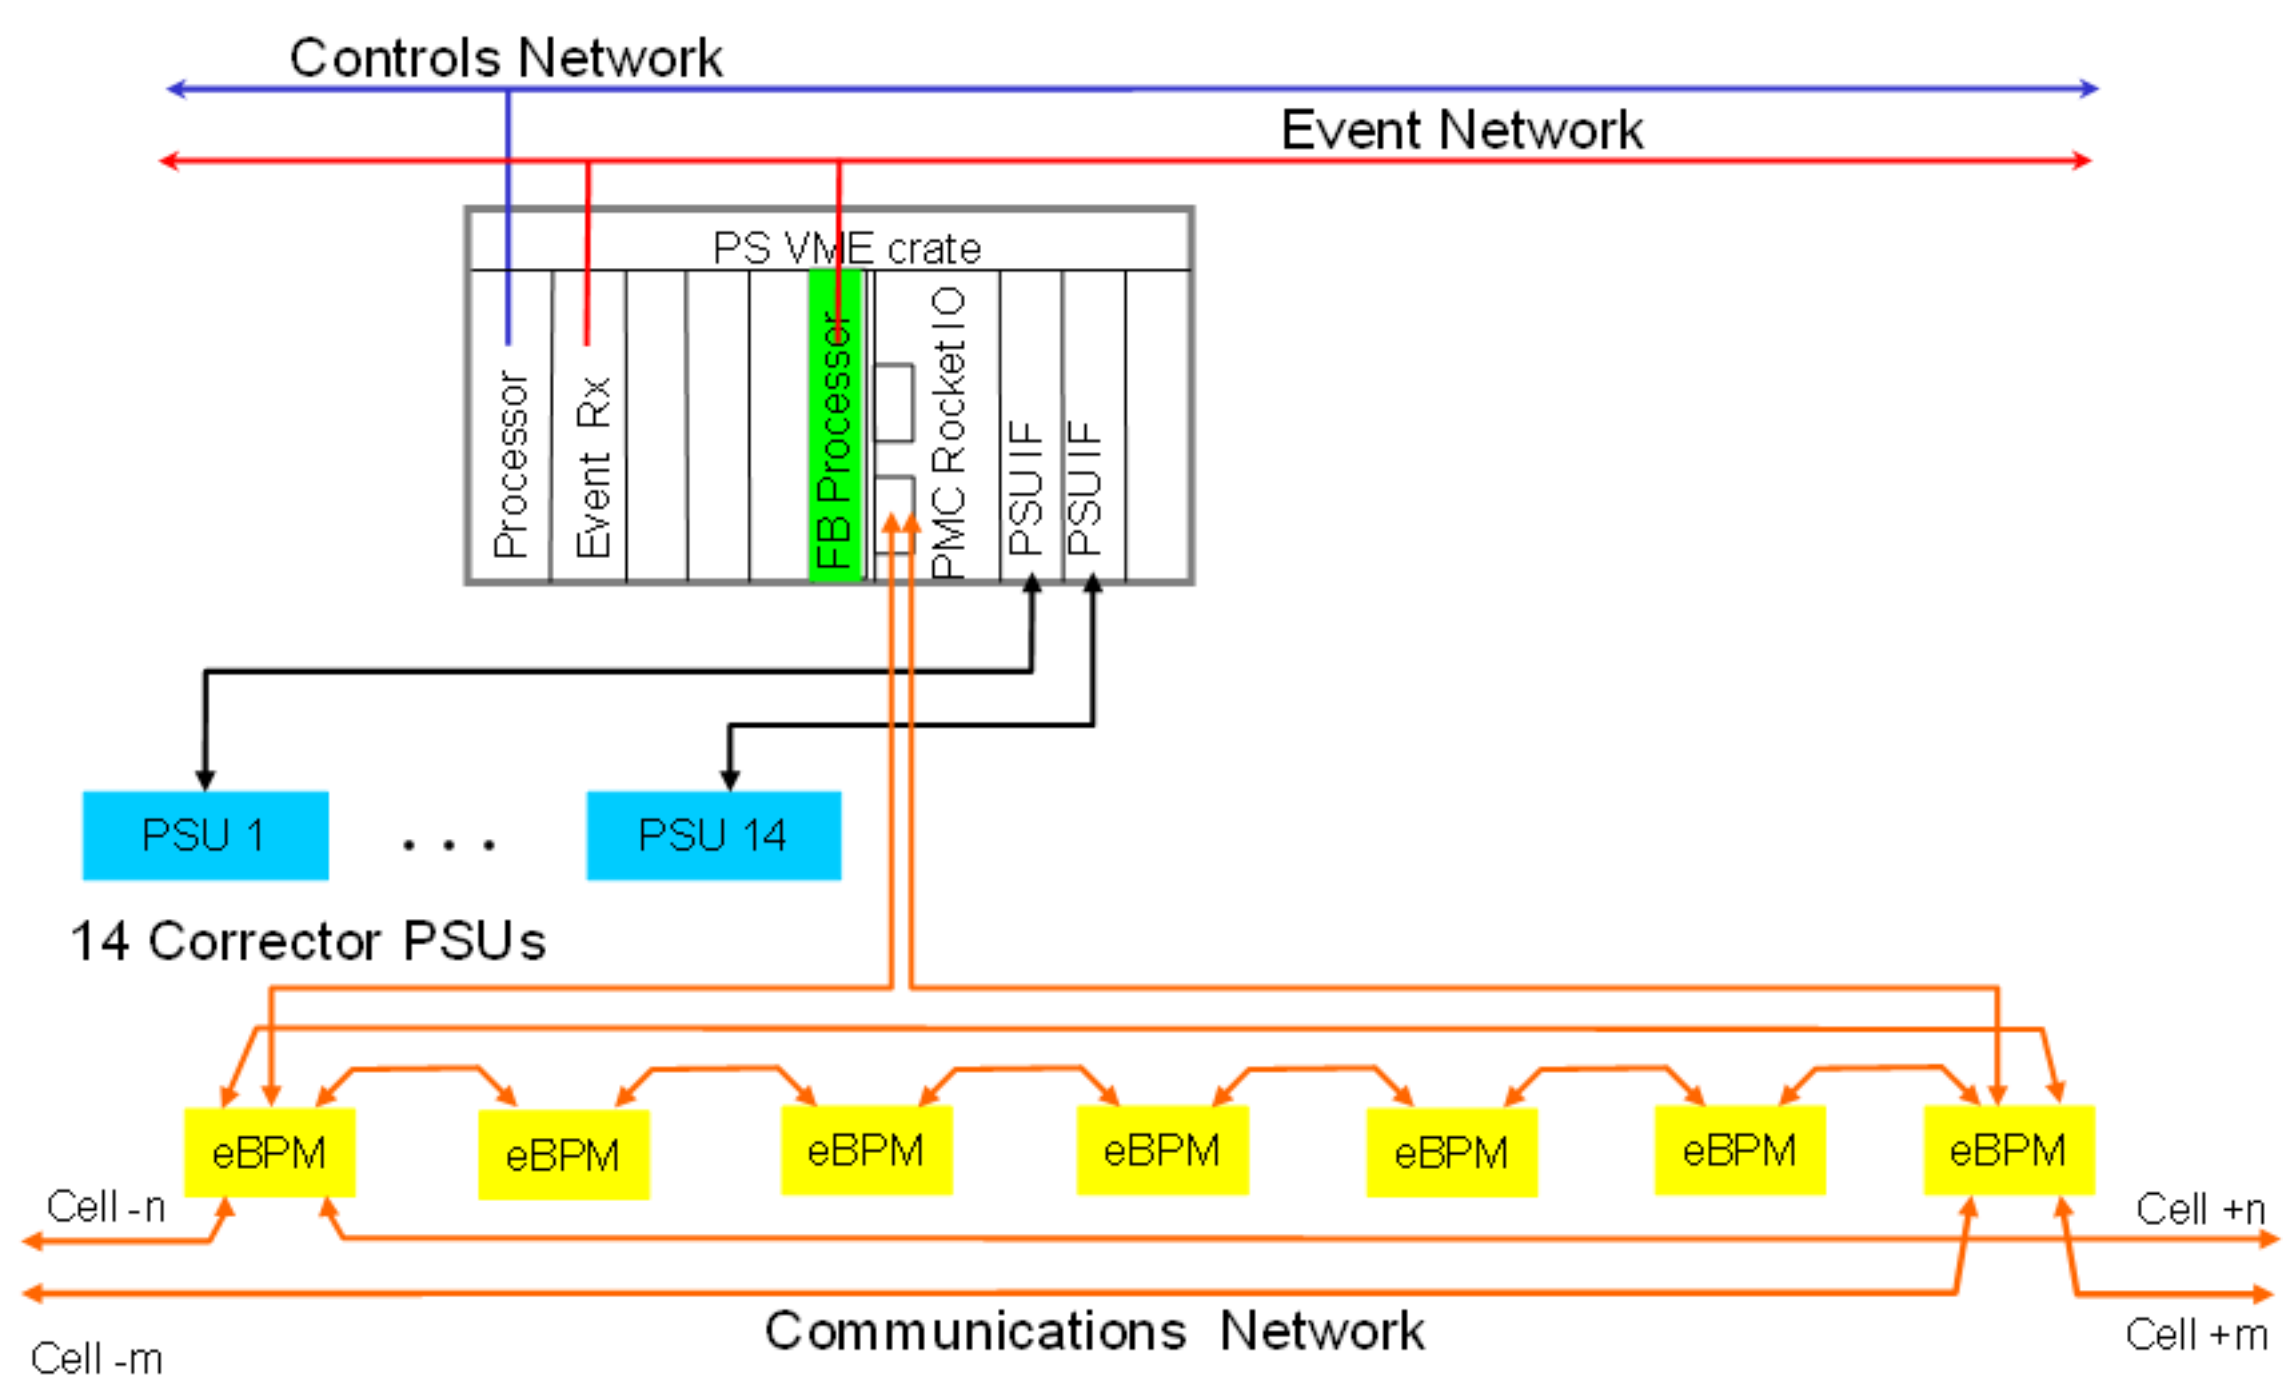 Controls Network
Event Network
PS VME crate
Processor
Event Rx
FB Processor
PMC Rocket IO
PSU IF
PSU IF
PSU 1
. . .
PSU 14
14 Corrector PSUs
eBPM
eBPM
eBPM
eBPM
eBPM
eBPM
eBPM
Cell -n
Cell +n
Communications Network
Cell -m
Cell +m